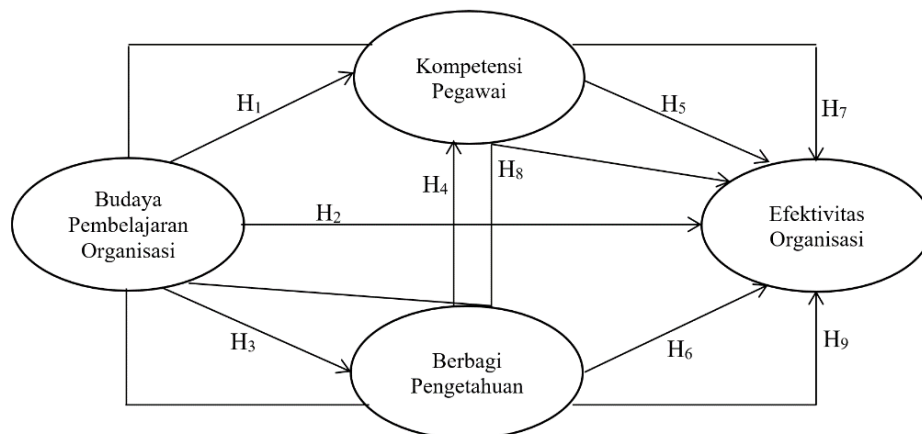 Kompetensi
Pegawai
H₁
H₅
H₇
H₄
H₈
Budaya
Pembelajaran
Organisasi
H₂
Efektivitas
Organisasi
H₃
Berbagi
Pengetahuan
H₆
H₉